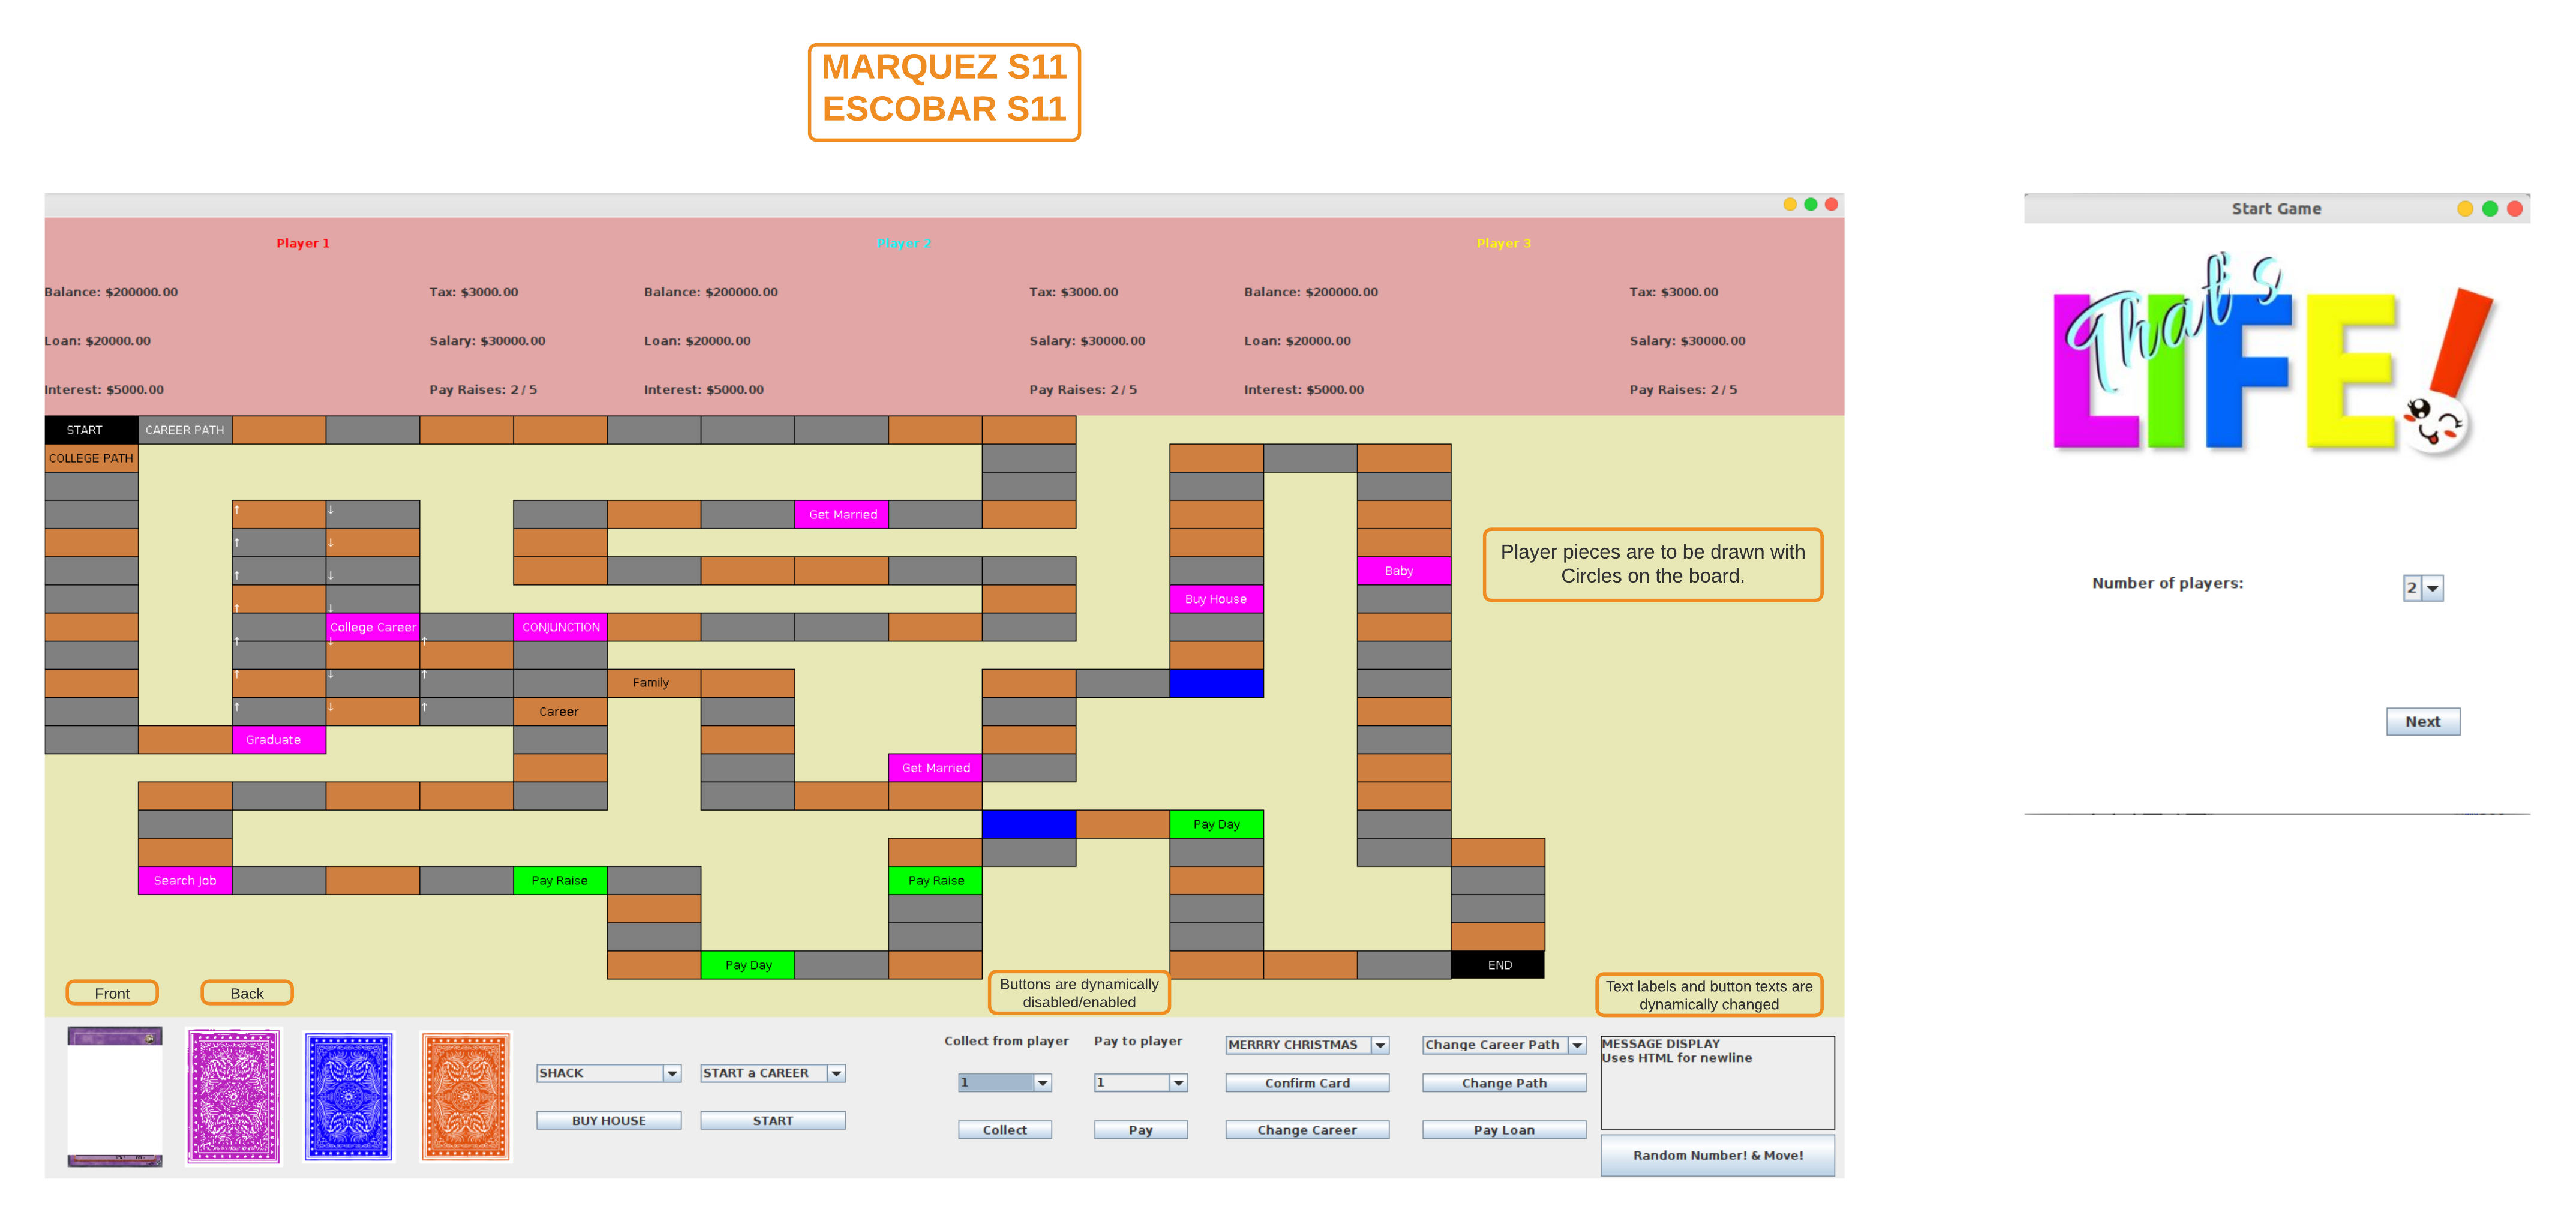 MARQUEZ S11
ESCOBAR S11
Start Game
Player 1
Player 2
Player 3
Balance: $200000.00
Tax: $3000.00
Balance: $200000.00
Tax: $3000.00
Balance: $200000.00
Tax: $3000.00
Loan: $20000.00
Salary: $30000.00
Loan: $20000.00
Salary: $30000.00
Loan: $20000.00
Salary: $30000.00
Interest: $5000.00
Pay Raises: 2 / 5
Interest: $5000.00
Pay Raises: 2 / 5
Interest: $5000.00
Pay Raises: 2 / 5
That's
LIFE!
START
CAREER PATH
COLLEGE PATH
Get Married
Player pieces are to be drawn with
Circles on the board.
Baby
Buy House
Number of players:
2
College Career
CONJUNCTION
Family
Career
Graduate
Next
Get Married
Pay Day
Search Job
Pay Raise
Pay Raise
Pay Day
END
Front
Back
Buttons are dynamically
disabled/enabled
Text labels and button texts are
dynamically changed
SHACK
START a CAREER
BUY HOUSE
START
Collect from player
Pay to player
MERRRY CHRISTMAS
Change Career Path
1
1
Confirm Card
Change Path
Collect
Pay
Change Career
Pay Loan
MESSAGE DISPLAY
Uses HTML for newline
Random Number! & Move!